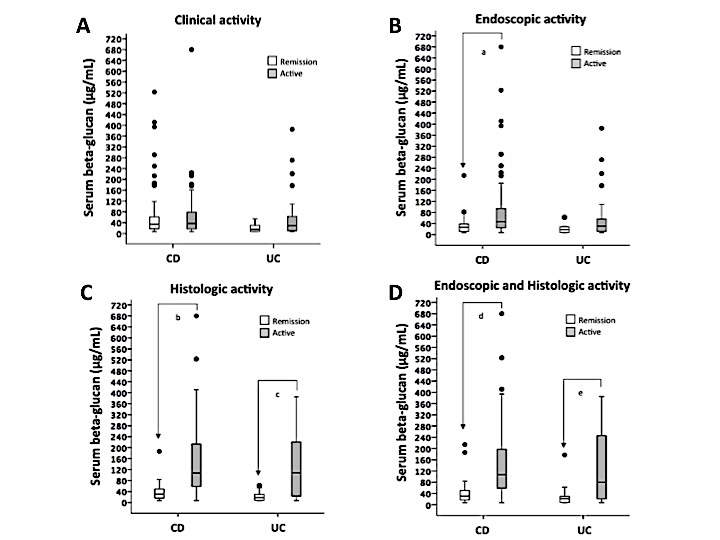 A
Clinical activity
Serum beta-glucan (µg/mL)
720
680
640
600
560
520
480
440
400
360
320
280
240
200
160
120
80
40
0
Remission
Active
CD
UC
B
Endoscopic activity
Serum beta-glucan (µg/mL)
720
680
640
600
560
520
480
440
400
360
320
280
240
200
160
120
80
40
0
a
Remission
Active
CD
UC
C
Histologic activity
Serum beta-glucan (µg/mL)
720
680
640
600
560
520
480
440
400
360
320
280
240
200
160
120
80
40
0
b
Remission
Active
c
CD
UC
D
Endoscopic and Histologic activity
Serum beta-glucan (µg/mL)
720
680
640
600
560
520
480
440
400
360
320
280
240
200
160
120
80
40
0
d
Remission
Active
e
CD
UC